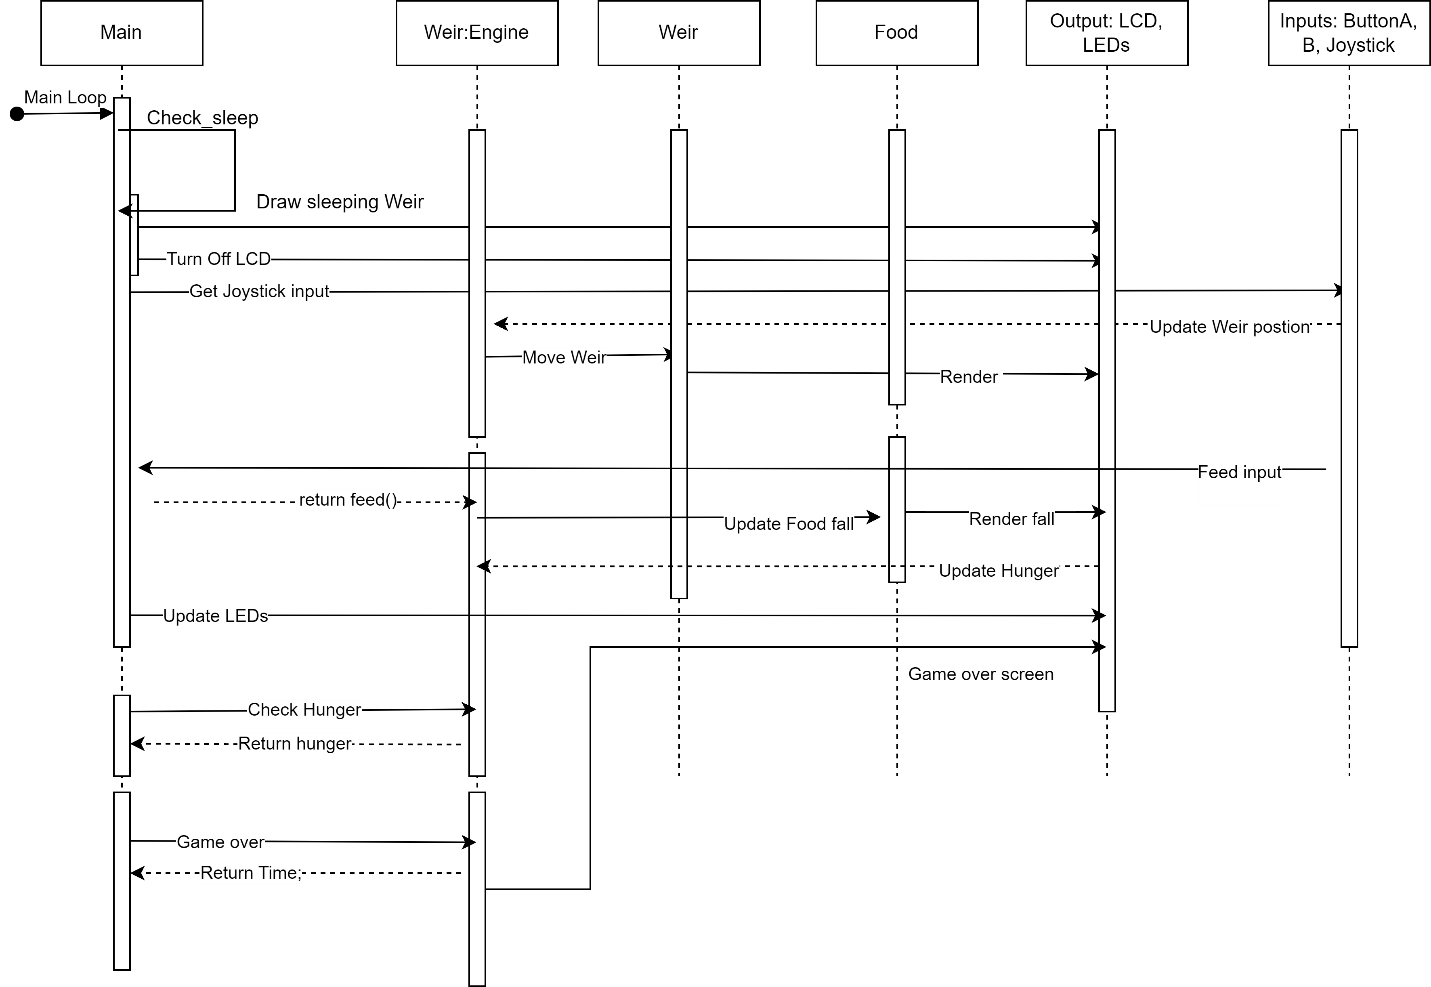 Main
Weir:Engine
Weir
Food
Output: LCD,
LEDs
Inputs: ButtonA,
B, Joystick
Main Loop
Check_sleep
Draw sleeping Weir
Turn Off LCD
Get Joystick input
Update Weir postion
Move Weir
Render
Feed input
return feed()
Update Food fall
Render fall
Update Hunger
Update LEDs
Game over screen
Check Hunger
Return hunger
Game over
Return Time;